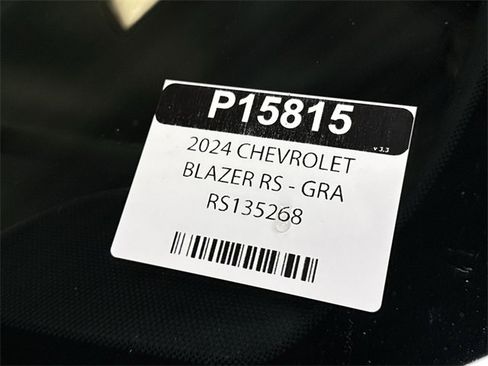 P15815
v 3.3
2024 CHEVROLET
BLAZER RS - GRA
RS135268